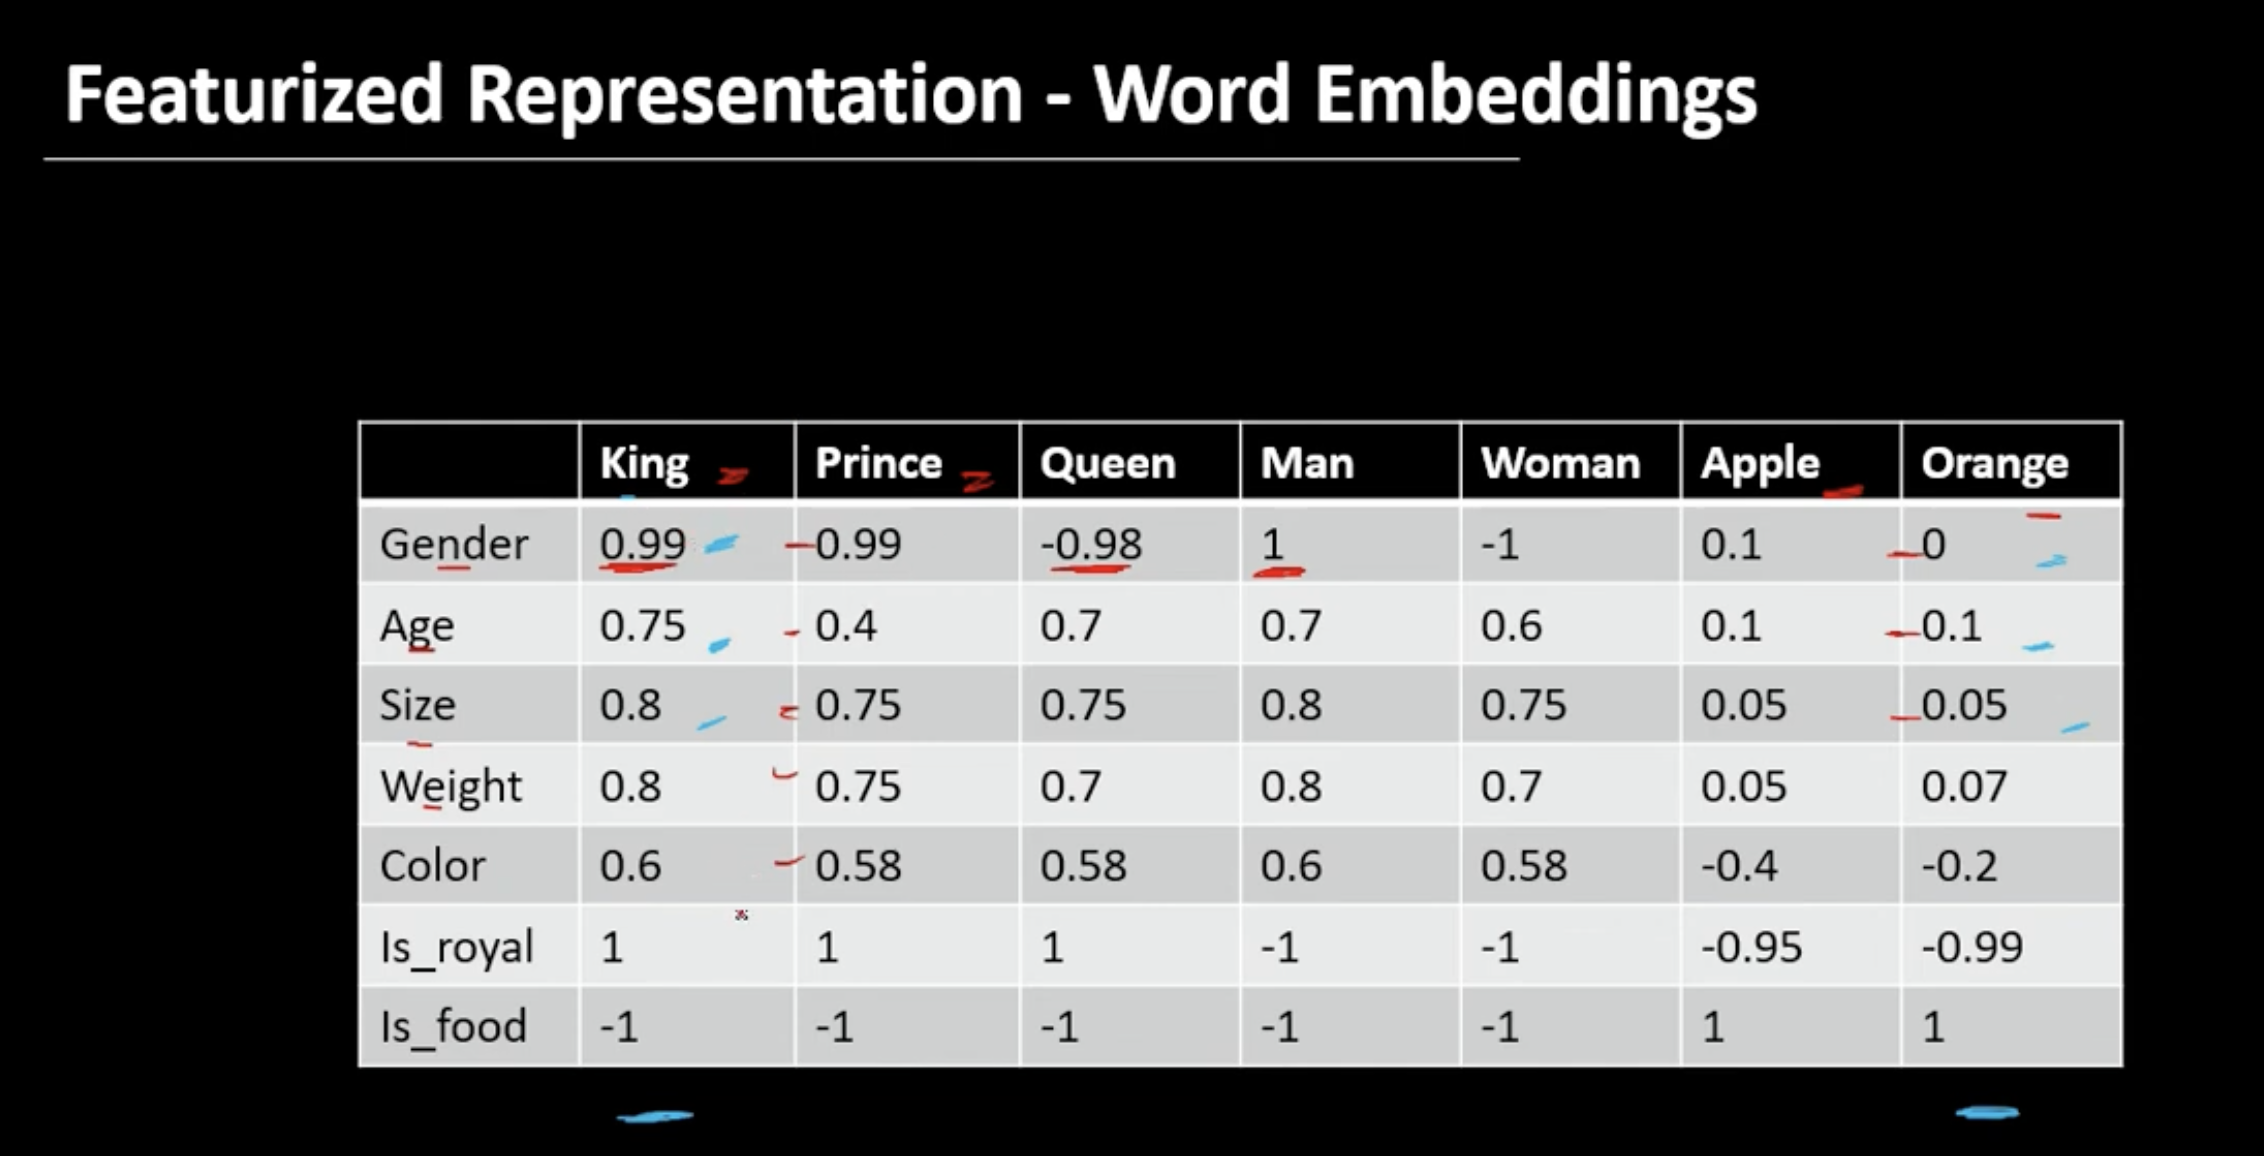 Featurized Representation - Word Embeddings
King Prince Queen Man Woman Apple Orange
Gender 0.99 0.99 -0.98 1 -1 0.1 0
Age 0.75 0.4 0.7 0.7 0.6 0.1 0.1
Size 0.8 0.75 0.75 0.8 0.75 0.05 0.05
Weight 0.8 0.75 0.7 0.8 0.7 0.05 0.07
Color 0.6 0.58 0.58 0.6 0.58 -0.4 -0.2
Is_royal 1 1 1 -1 -1 -0.95 -0.99
Is_food -1 -1 -1 -1 -1 1 1